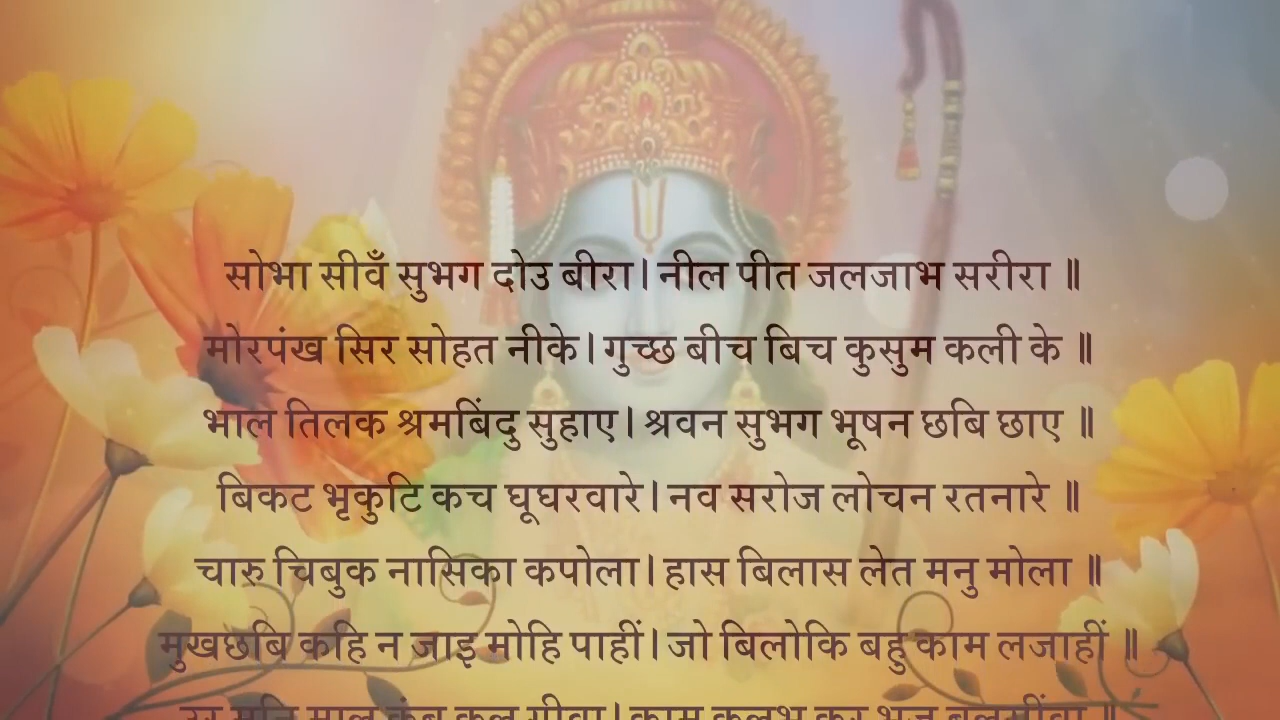 सोभा सीवँ सुभग दोउ बीरा। नील पीत जलजाभ सरीरा ॥
मोरपंख सिर सोहत नीके। गुच्छ बीच बिच कुसुम कली के ॥
भाल तिलक श्रमबिंदु सुहाए। श्रवन सुभग भूषन छबि छाए ॥
बिकट भृकुटि कच घूघरवारे। नव सरोज लोचन रतनारे ॥
चारु चिबुक नासिका कपोला। हास बिलास लेत मनु मोला ॥
मुखछबि कहि न जाइ मोहि पाहीं। जो बिलोकि बहु काम लजाहीं ॥